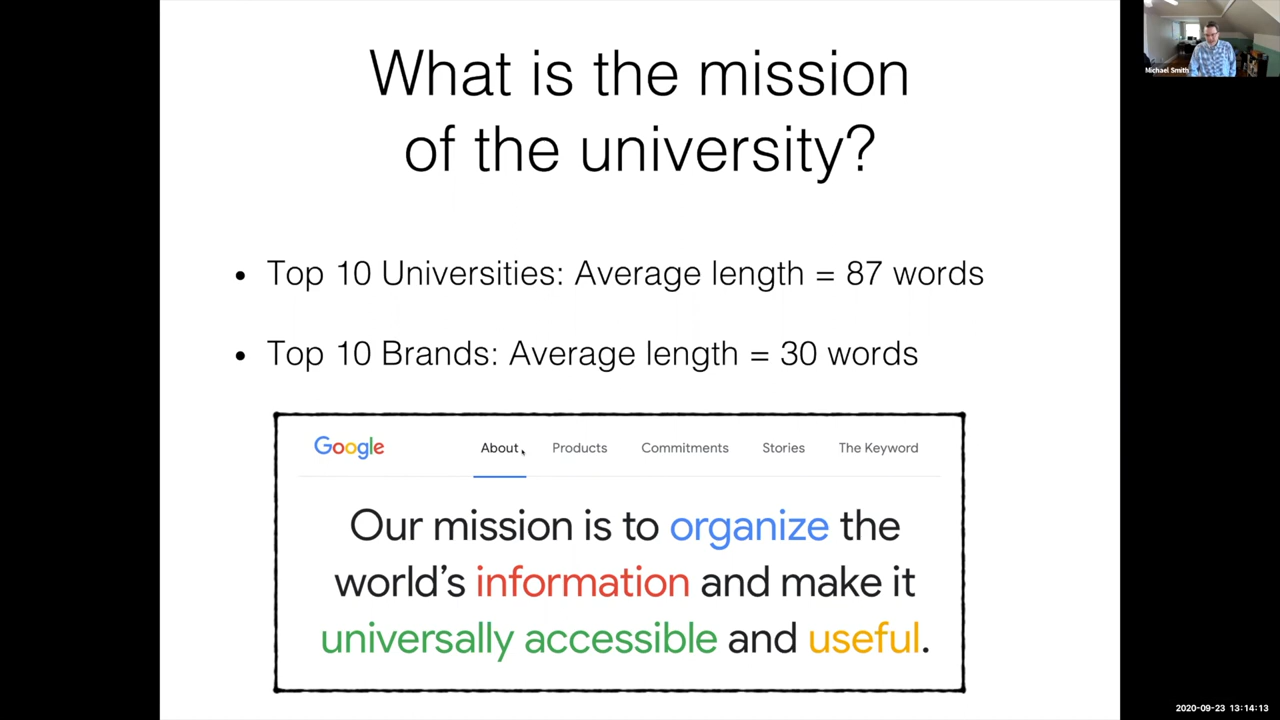 What is the mission
of the university?
• Top 10 Universities: Average length = 87 words
• Top 10 Brands: Average length = 30 words
Google About Products Commitments Stories The Keyword
Our mission is to organize the
world's information and make it
universally accessible and useful.
Michael Smith
2020-09-23 13:14:13